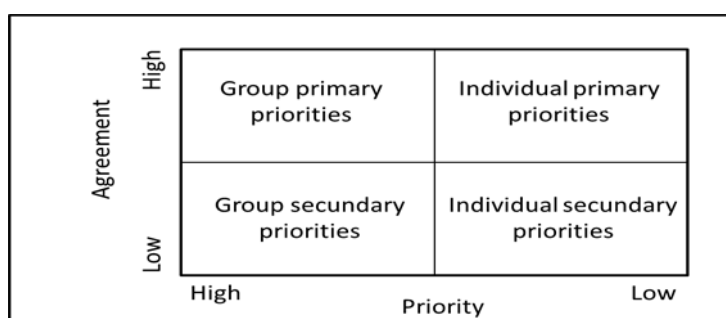 High
Group primary
priorities
Individual primary
priorities
Agreement
Group secundary
priorities
Individual secundary
priorities
Low
High
Priority
Low